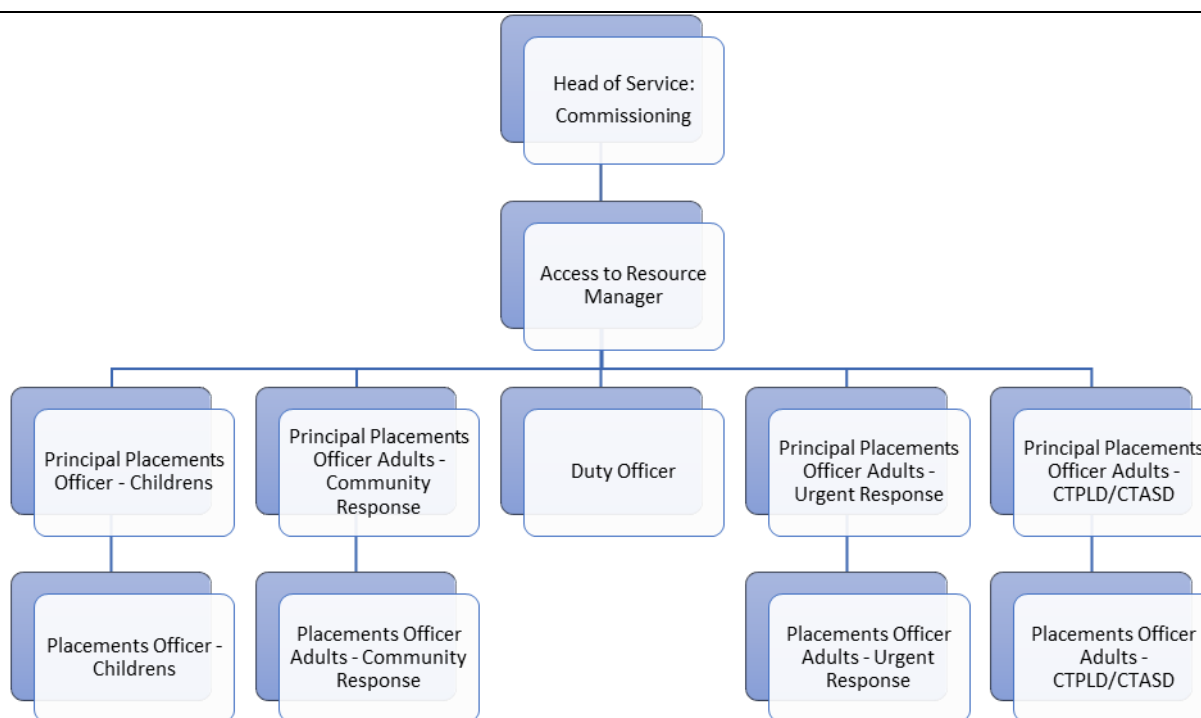 Head of Service:
Commissioning
Access to Resource
Manager
Principal Placements
Officer - Childrens
Principal Placements
Officer Adults -
Community
Response
Duty Officer
Principal Placements
Officer Adults -
Urgent Response
Principal Placements
Officer Adults -
CTPLD/CTASD
Placements Officer -
Childrens
Placements Officer
Adults - Community
Response
Placements Officer
Adults - Urgent
Response
Placements Officer
Adults -
CTPLD/CTASD